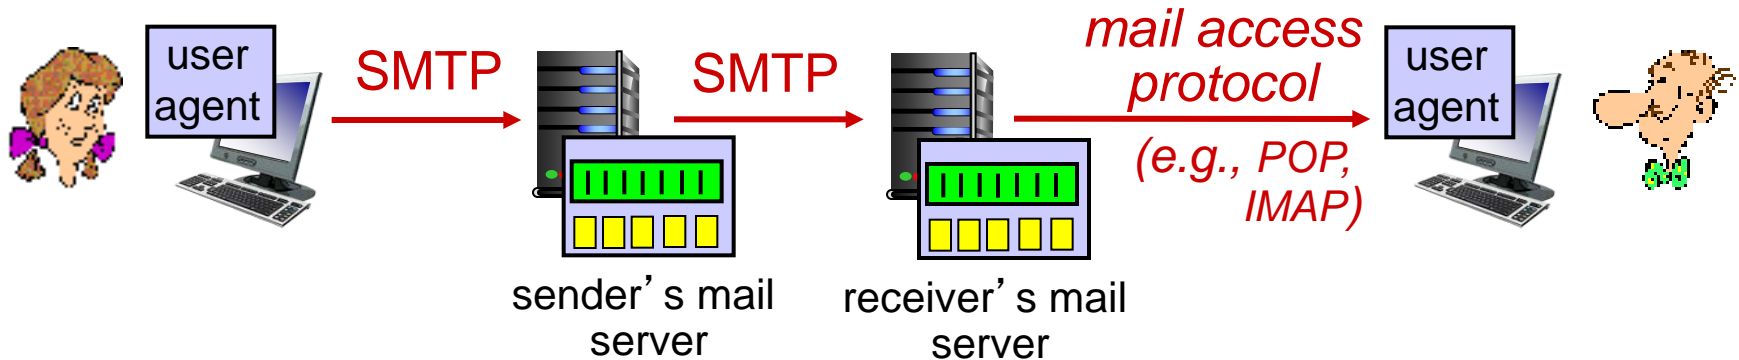 user
agent
SMTP
SMTP
mail access
protocol
(e.g., POP,
IMAP)
user
agent
sender’s mail
server
receiver’s mail
server